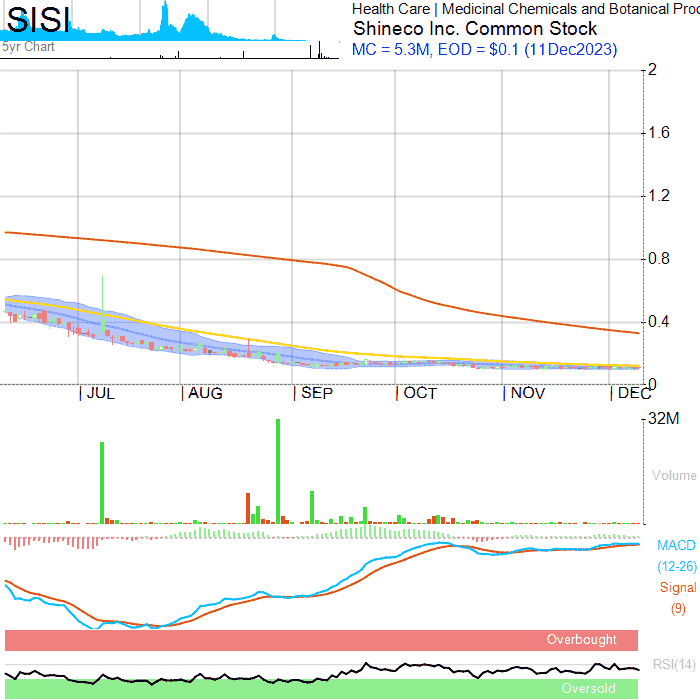 SISI
5yr Chart
Health Care | Medicinal Chemicals and Botanical Proc
Shineco Inc. Common Stock
MC = 5.3M, EOD = $0.1 (11Dec2023)
2
1.6
1.2
0.8
0.4
0
JUL AUG SEP OCT NOV DEC
32M
Volume
MACD
(12-26)
Signal
(9)
Overbought
RSI(14)
Oversold